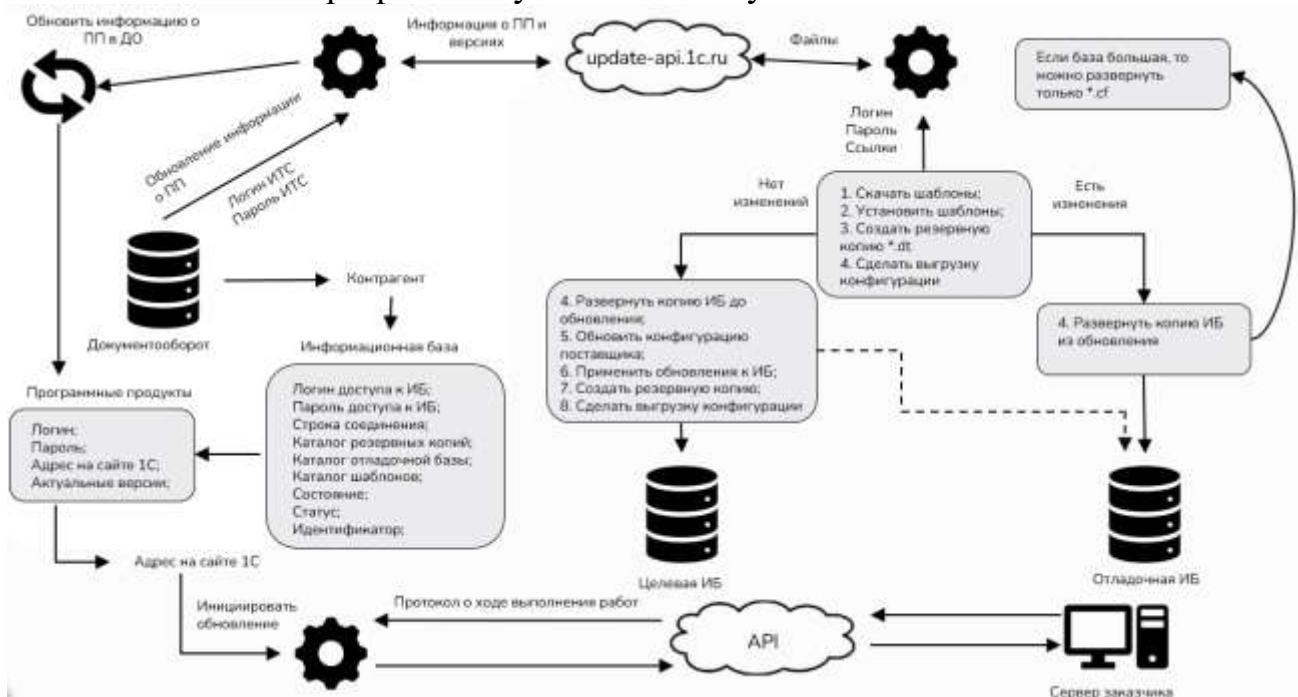 Обновить информацию о
ПП в ДО
Информация о ПП и
версиях
update-api.1c.ru
Файлы
Если база большая, то
можно развернуть
только *.cf
Обновление информации
о ПП
Логин ИТС
Пароль ИТС
Логин
Пароль
Ссылки
Нет
изменений
1. Скачать шаблоны;
2. Установить шаблоны;
3. Создать резервную
копию *.dt
4. Сделать выгрузку
конфигурации
Есть
изменения
Документооборот
Контрагент
Информационная база
Логин доступа к ИБ;
Пароль доступа к ИБ;
Строка соединения;
Каталог резервных копий;
Каталог отладочной базы;
Каталог шаблонов;
Состояние;
Статус;
Идентификатор;
4. Развернуть копию ИБ до
обновления;
5. Обновить конфигурацию
поставщика;
6. Применить обновления к ИБ;
7. Создать резервную копию;
8. Сделать выгрузку конфигурации
4. Развернуть копию ИБ
из обновления
Программные продукты
Логин;
Пароль;
Адрес на сайте 1С;
Актуальные версии;
Адрес на сайте 1С
Целевая ИБ
Отладочная ИБ
Инициировать
обновление
Протокол о ходе выполнения работ
API
Сервер заказчика